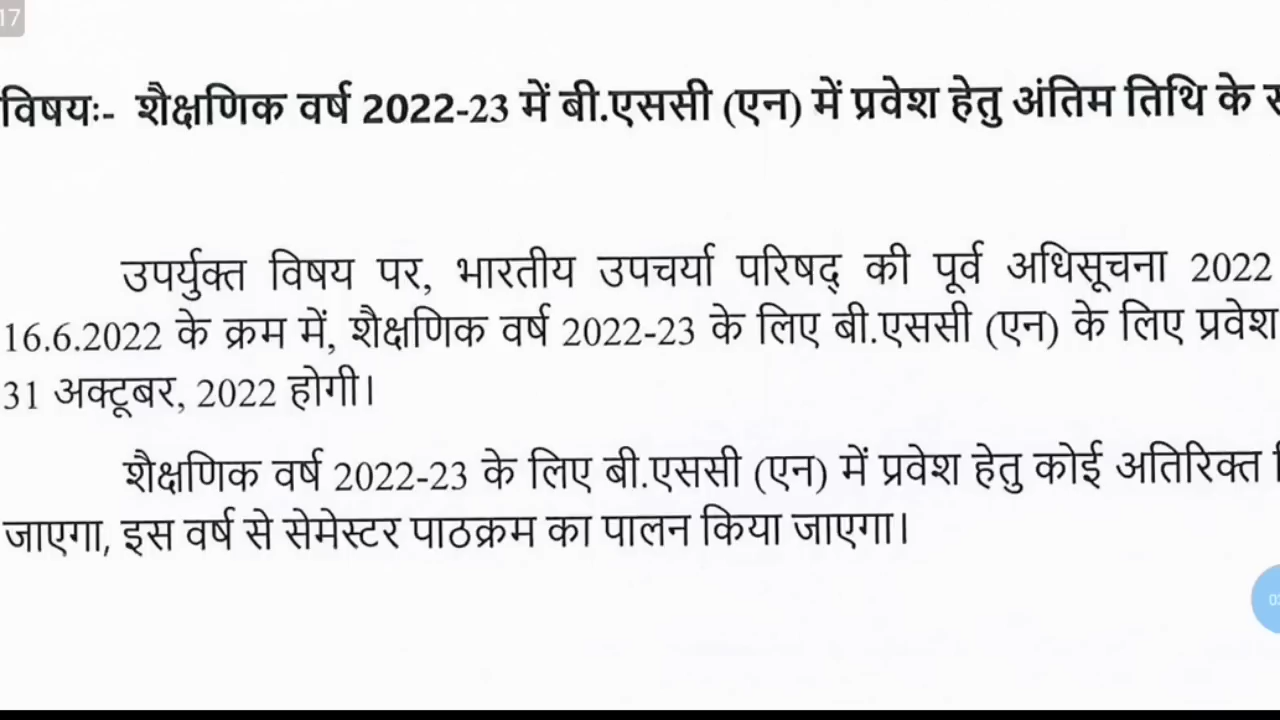 17
विषयः- शैक्षणिक वर्ष 2022-23 में बी.एससी (एन) में प्रवेश हेतु अंतिम तिथि के
उपर्युक्त विषय पर, भारतीय उपचर्या परिषद् की पूर्व अधिसूचना 2022
16.6.2022 के क्रम में, शैक्षणिक वर्ष 2022-23 के लिए बी.एससी (एन) के लिए प्रवेश
31 अक्टूबर, 2022 होगी।
शैक्षणिक वर्ष 2022-23 के लिए बी.एससी (एन) में प्रवेश हेतु कोई अतिरिक्त
जाएगा, इस वर्ष से सेमेस्टर पाठक्रम का पालन किया जाएगा।